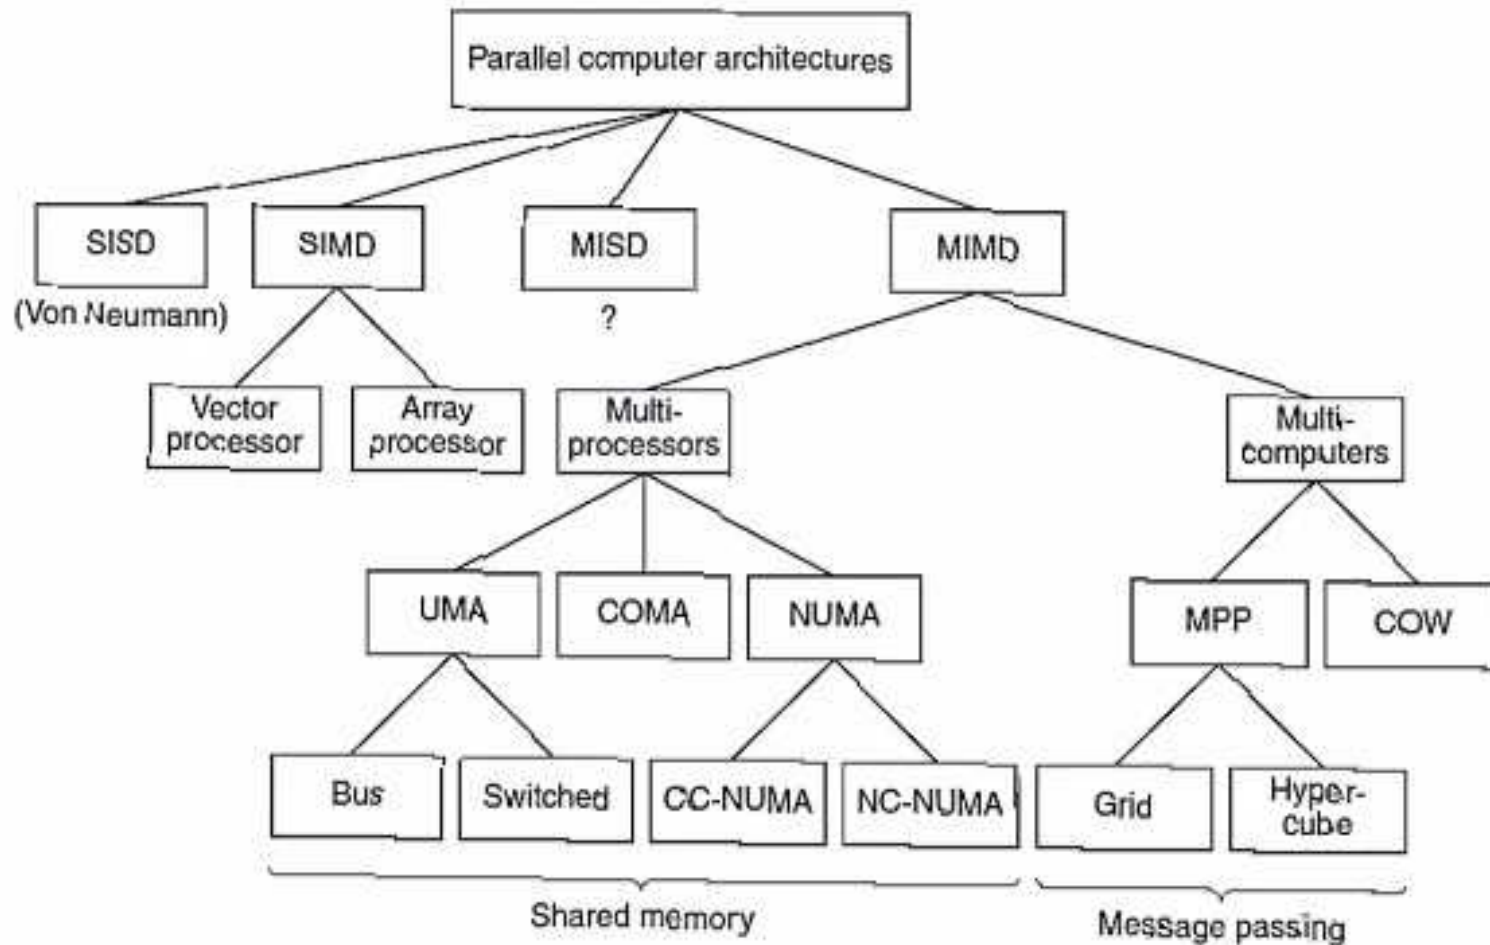 Parallel computer architectures
SISD
SIMD
MISD
MIMD
(Von Neumann)
?
Vector
processor
Array
processor
Multi-
processors
Multi-
computers
UMA
COMA
NUMA
MPP
COW
Bus
Switched
CC-NUMA
NC-NUMA
Grid
Hyper-
cube
Shared memory
Message passing